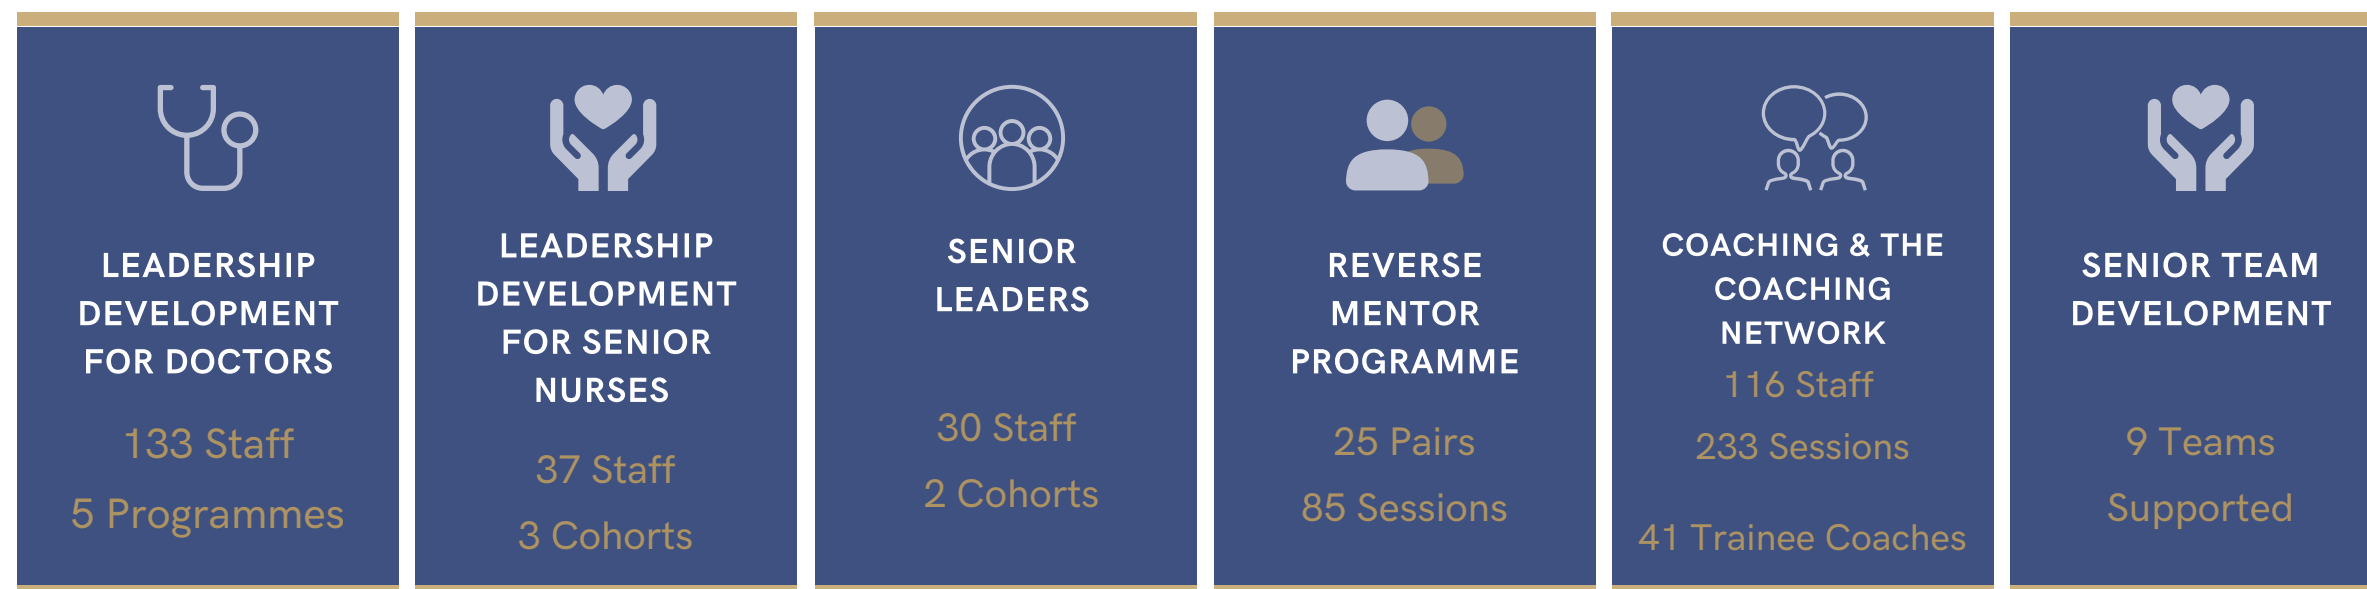 LEADERSHIP
DEVELOPMENT
FOR DOCTORS
133 Staff
5 Programmes
LEADERSHIP
DEVELOPMENT
FOR SENIOR
NURSES
37 Staff
3 Cohorts
SENIOR
LEADERS
30 Staff
2 Cohorts
REVERSE
MENTOR
PROGRAMME
25 Pairs
85 Sessions
COACHING & THE
COACHING
NETWORK
116 Staff
233 Sessions
41 Trainee Coaches
SENIOR TEAM
DEVELOPMENT
9 Teams
Supported